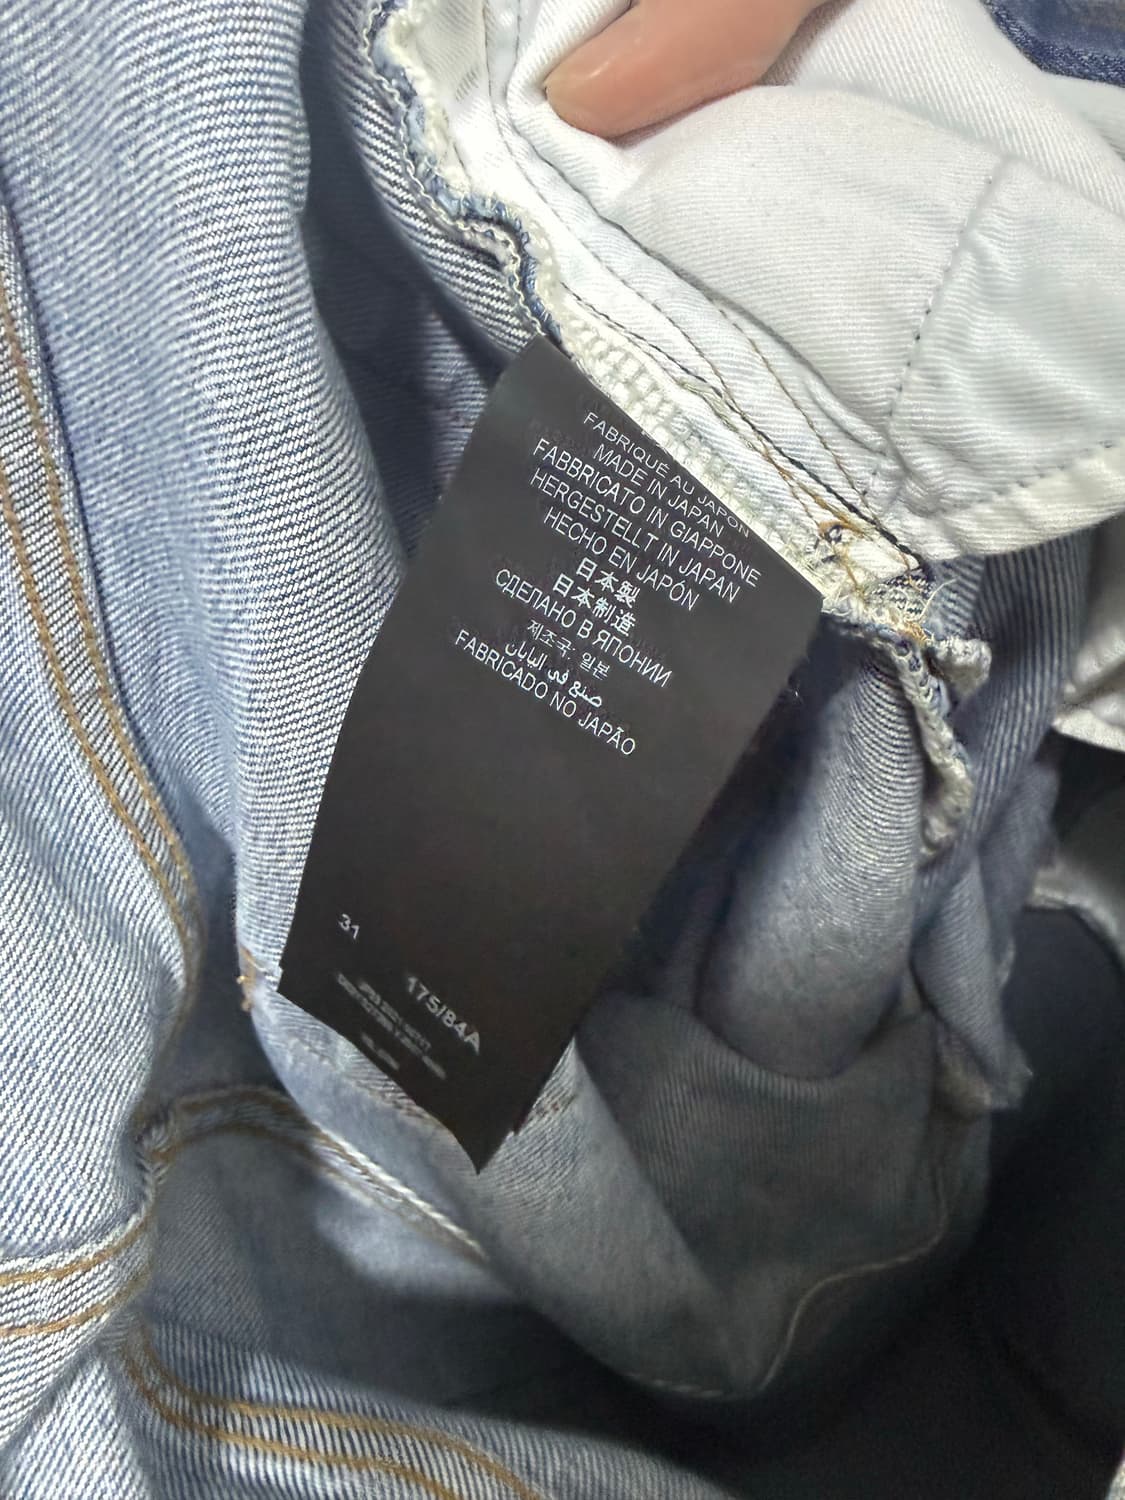 FABRIQUÉ AU JAPON
MADE IN JAPAN
FABBRICATO IN GIAPPONE
HERGESTELLT IN JAPAN
HECHO EN JAPÓN
日本製
日本制造
СДЕЛАНО В ЯПОНИИ
제조국: 일본
صنع في اليابان
FABRICADO NO JAPÃO
31
175/84A